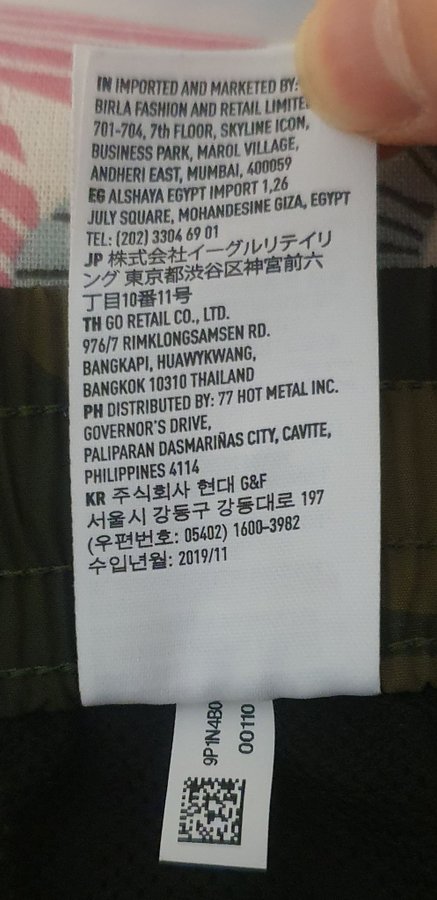 IN IMPORTED AND MARKETED BY:
BIRLA FASHION AND RETAIL
701-704, 7th FLOOR, SKYLINE ICON,
BUSINESS PARK, MAROL VILLAGE,
ANDHERI EAST, MUMBAI, 400059
EG ALSHAYA EGYPT IMPORT 1,26
JULY SQUARE, MOHANDESINE GIZA, EGYPT
TEL: (202) 3304 69 01
JP 株式会社イーグルリテイリ
ング 東京都渋谷区神宮前六
丁目10番11号
TH GO RETAIL CO., LTD.
976/7 RIMKLONGSAMSEN RD.
BANGKAPI, HUAWYKWANG,
BANGKOK 10310 THAILAND
PH DISTRIBUTED BY: 77 HOT METAL INC.
GOVERNOR'S DRIVE,
PALIPARAN DASMARIÑAS CITY, CAVITE,
PHILIPPINES 4114
KR 주식회사 현대 G&F
서울시 강동구 강동대로 197
(우편번호: 05402) 1600-3982
수입년월: 2019/11
9P1N4B0
00110